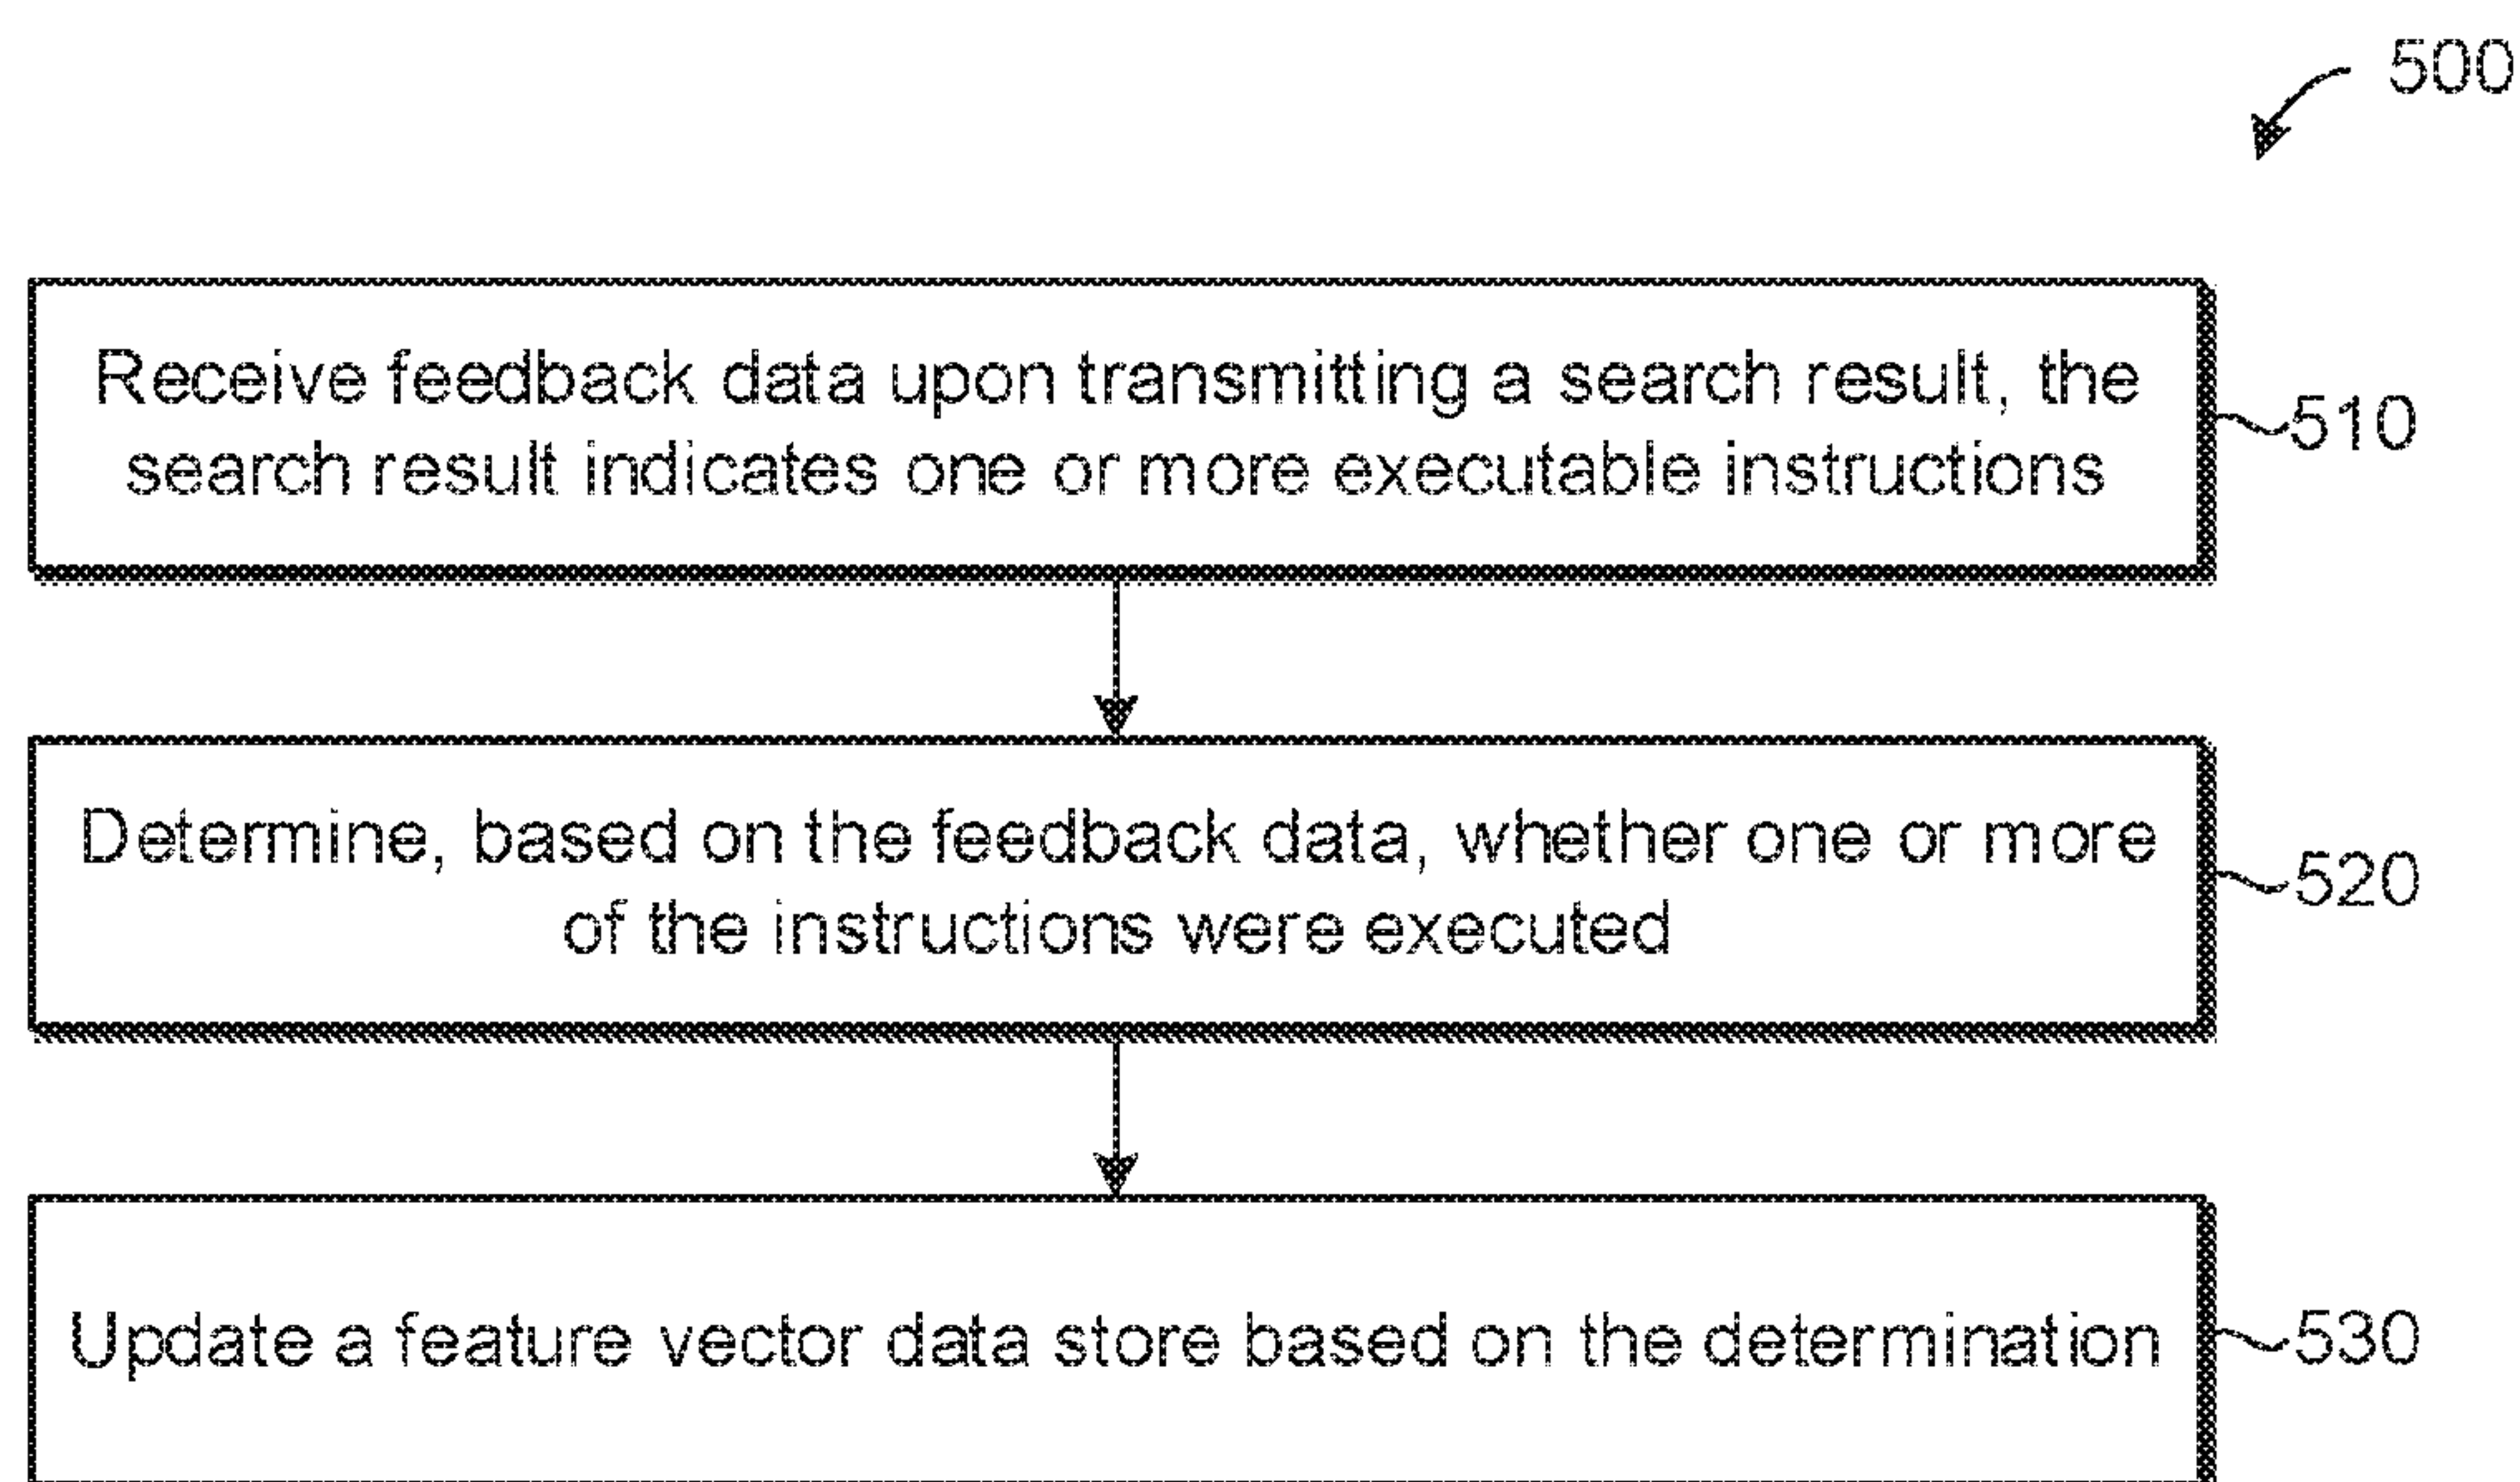 500
Receive feedback data upon transmitting a search result, the
search result indicates one or more executable instructions
510
Determine, based on the feedback data, whether one or more
of the instructions were executed
520
Update a feature vector data store based on the determination
530